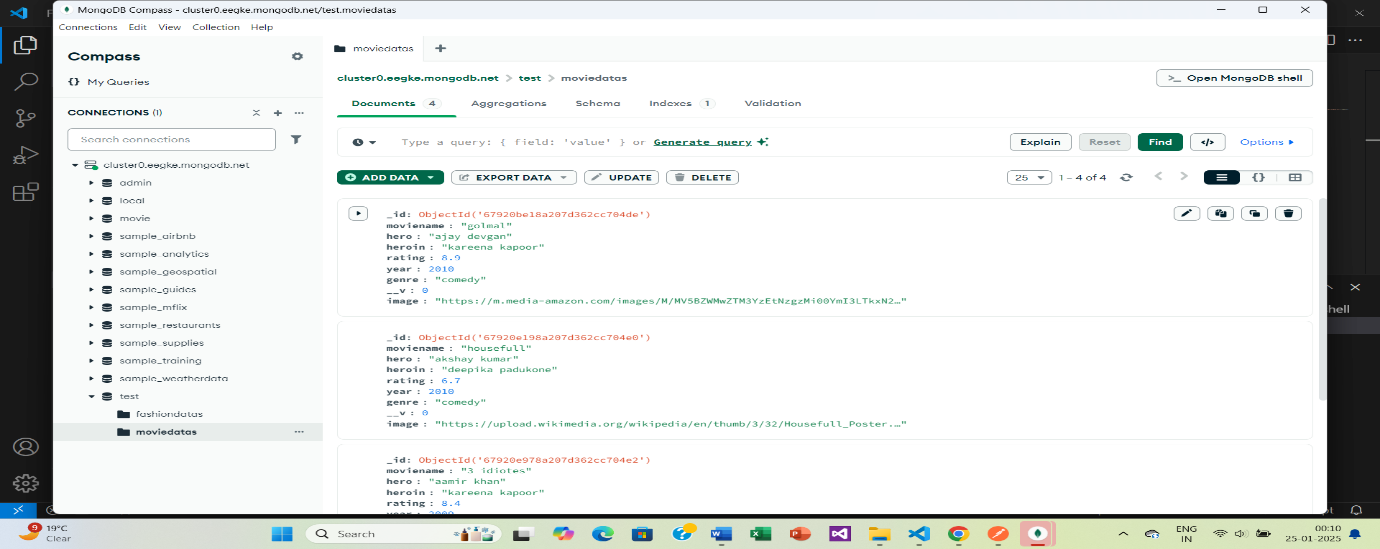 MongoDB Compass - cluster0.eegke.mongodb.net/test.moviedatas
Connections Edit View Collection Help
Compass
{} My Queries
CONNECTIONS (1)
Search connections
cluster0.eegke.mongodb.net
admin
local
movie
sample_airbnb
sample_analytics
sample_geospatial
sample_guides
sample_mflix
sample_restaurants
sample_supplies
sample_training
sample_weatherdata
test
fashiondatas
moviedatas
moviedatas
cluster0.eegke.mongodb.net > test > moviedatas
>_ Open MongoDB shell
Documents 4 Aggregations Schema Indexes 1 Validation
Type a query: { field: 'value' } or Generate query
Explain Reset Find </> Options
ADD DATA EXPORT DATA UPDATE DELETE
25 1 – 4 of 4
_id: ObjectId('67920be18a207d362cc704de')
moviename : "golmal"
hero : "ajay devgan"
heroin : "kareena kapoor"
rating : 8.9
year : 2010
genre : "comedy"
__v : 0
image : "https://m.media-amazon.com/images/M/MV5BZWMwZTM3YzEtNzgzMi00YmI3LTkxN2…"
_id: ObjectId('67920e198a207d362cc704e0')
moviename : "housefull"
hero : "akshay kumar"
heroin : "deepika padukone"
rating : 6.7
year : 2010
genre : "comedy"
__v : 0
image : "https://upload.wikimedia.org/wikipedia/en/thumb/3/32/Housefull_Poster.…"
_id: ObjectId('67920e978a207d362cc704e2')
moviename : "3 idiotes"
hero : "aamir khan"
heroin : "kareena kapoor"
rating : 8.4
year : 2009
hell
9
19°C
Clear
Search
ENG
IN
00:10
25-01-2025